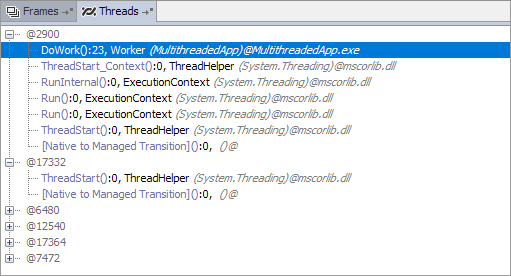 Frames Threads
@2900
DoWork():23, Worker (MultithreadedApp)@MultithreadedApp.exe
ThreadStart_Context():0, ThreadHelper (System.Threading)@mscorlib.dll
RunInternal():0, ExecutionContext (System.Threading)@mscorlib.dll
Run():0, ExecutionContext (System.Threading)@mscorlib.dll
Run():0, ExecutionContext (System.Threading)@mscorlib.dll
ThreadStart():0, ThreadHelper (System.Threading)@mscorlib.dll
[Native to Managed Transition]():0, ()@
@17332
ThreadStart():0, ThreadHelper (System.Threading)@mscorlib.dll
[Native to Managed Transition]():0, ()@
@6480
@12540
@17364
@7472